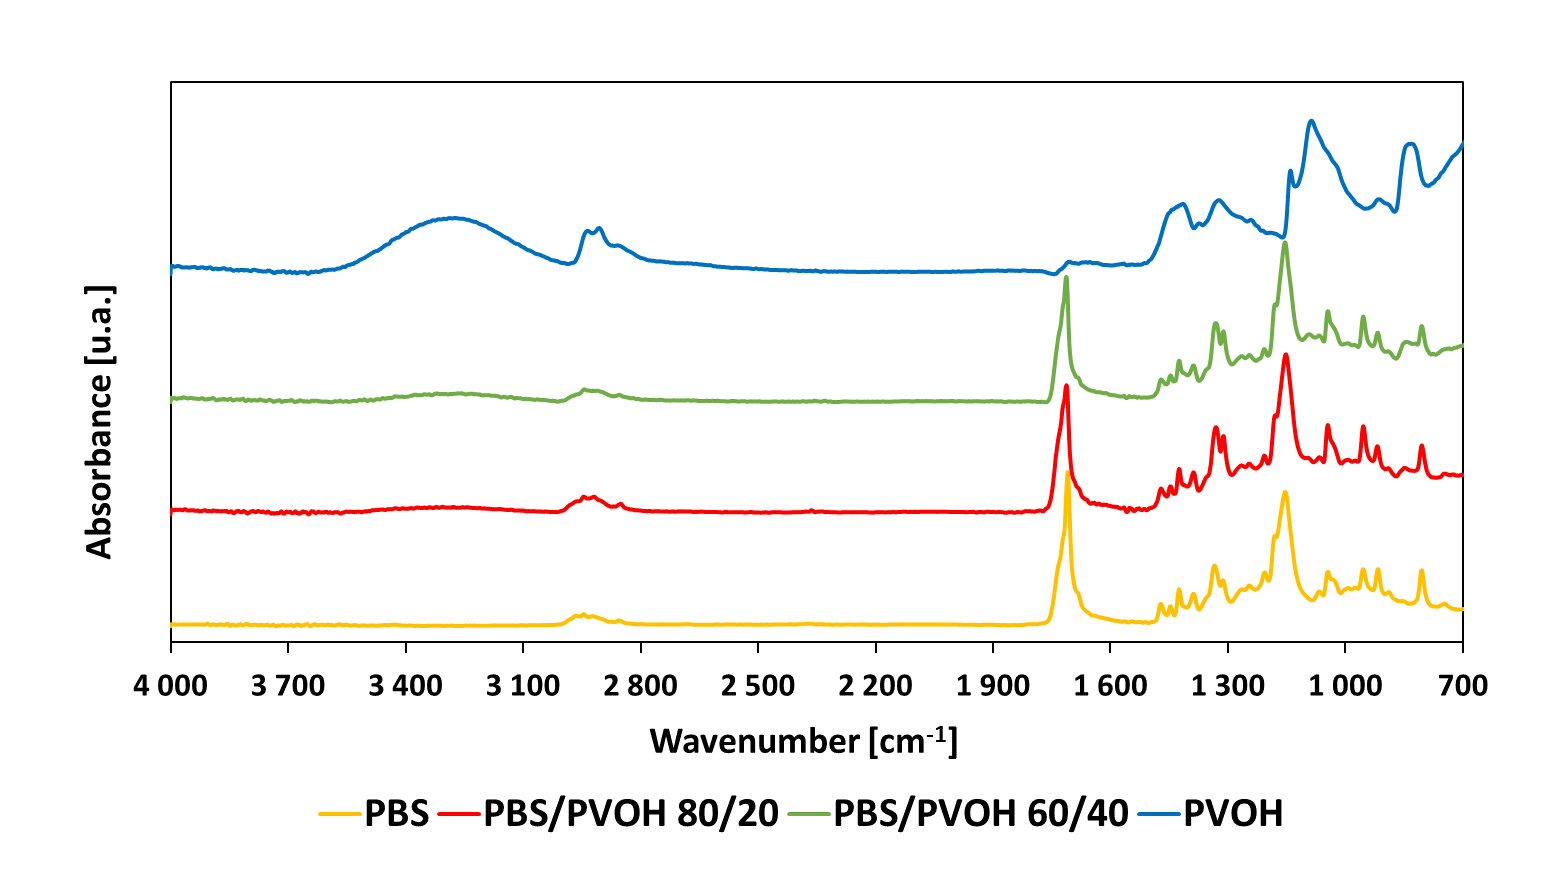 Absorbance [u.a.]
4 000 3 700 3 400 3 100 2 800 2 500 2 200 1 900 1 600 1 300 1 000 700
Wavenumber [cm⁻¹]
PBS PBS/PVOH 80/20 PBS/PVOH 60/40 PVOH